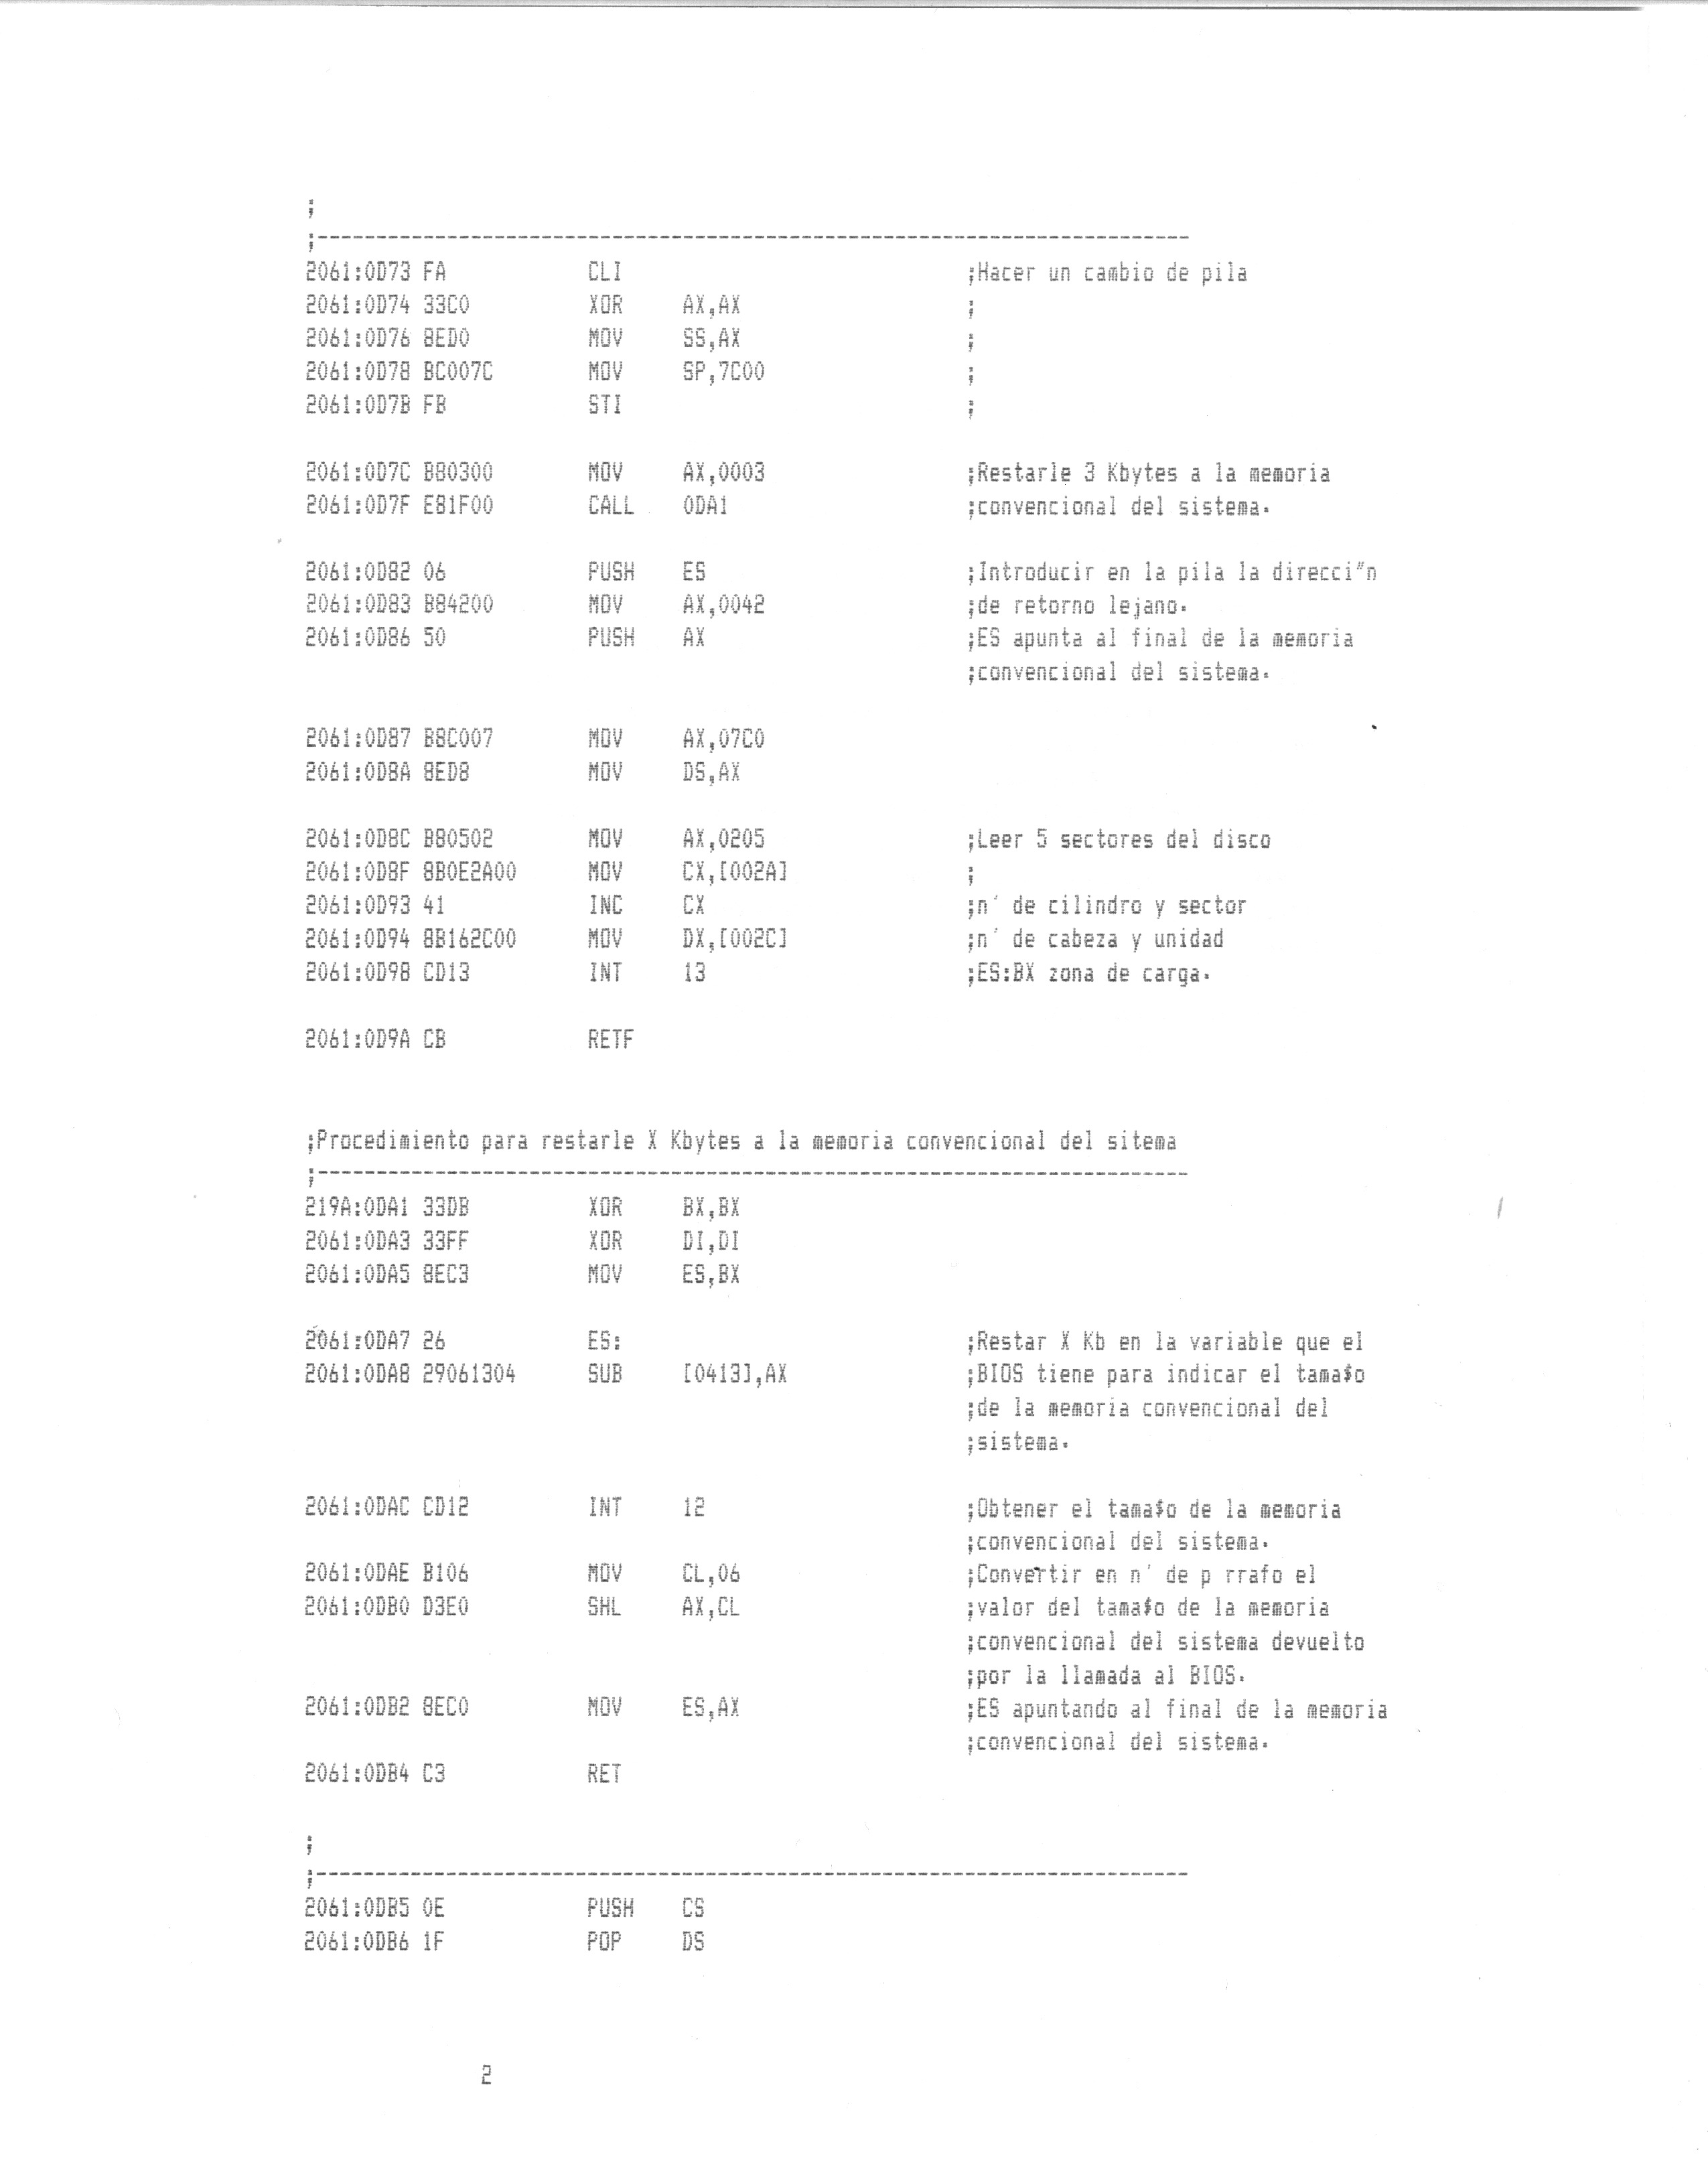 ;
;--------------------------------------------------------------------------
2061:0D73 FA            CLI                             ;Hacer un cambio de pila
2061:0D74 33C0          XOR     AX,AX                   ;
2061:0D76 8ED0          MOV     SS,AX                   ;
2061:0D78 BC007C        MOV     SP,7C00                 ;
2061:0D7B FB            STI                             ;
2061:0D7C B80300        MOV     AX,0003                 ;Restarle 3 Kbytes a la memoria
2061:0D7F E81F00        CALL    0DA1                    ;convencional del sistema.
2061:0D82 06            PUSH    ES                      ;Introducir en la pila la direcci"n
2061:0D83 B84200        MOV     AX,0042                 ;de retorno lejano.
2061:0D86 50            PUSH    AX                      ;ES apunta al final de la memoria
;convencional del sistema.
2061:0D87 B8C007        MOV     AX,07C0
2061:0D8A 8ED8          MOV     DS,AX
2061:0D8C B80502        MOV     AX,0205                 ;Leer 5 sectores del disco
2061:0D8F 8B0E2A00      MOV     CX,[002A]               ;
2061:0D93 41            INC     CX                      ;n´ de cilindro y sector
2061:0D94 8B162C00      MOV     DX,[002C]               ;n´ de cabeza y unidad
2061:0D98 CD13          INT     13                      ;ES:BX zona de carga.
2061:0D9A CB            RETF
;Procedimiento para restarle X Kbytes a la memoria convencional del sitema
;--------------------------------------------------------------------------
219A:0DA1 33DB          XOR     BX,BX
2061:0DA3 33FF          XOR     DI,DI
2061:0DA5 8EC3          MOV     ES,BX
2061:0DA7 26            ES:                             ;Restar X Kb en la variable que el
2061:0DA8 29061304      SUB     [0413],AX               ;BIOS tiene para indicar el tama$o
;de la memoria convencional del
;sistema.
2061:0DAC CD12          INT     12                      ;Obtener el tama$o de la memoria
;convencional del sistema.
2061:0DAE B106          MOV     CL,06                   ;Convertir en n´ de p rrafo el
2061:0DB0 D3E0          SHL     AX,CL                   ;valor del tama$o de la memoria
;convencional del sistema devuelto
;por la llamada al BIOS.
2061:0DB2 8EC0          MOV     ES,AX                   ;ES apuntando al final de la memoria
;convencional del sistema.
2061:0DB4 C3            RET
;
;--------------------------------------------------------------------------
2061:0DB5 0E            PUSH    CS
2061:0DB6 1F            POP     DS
2